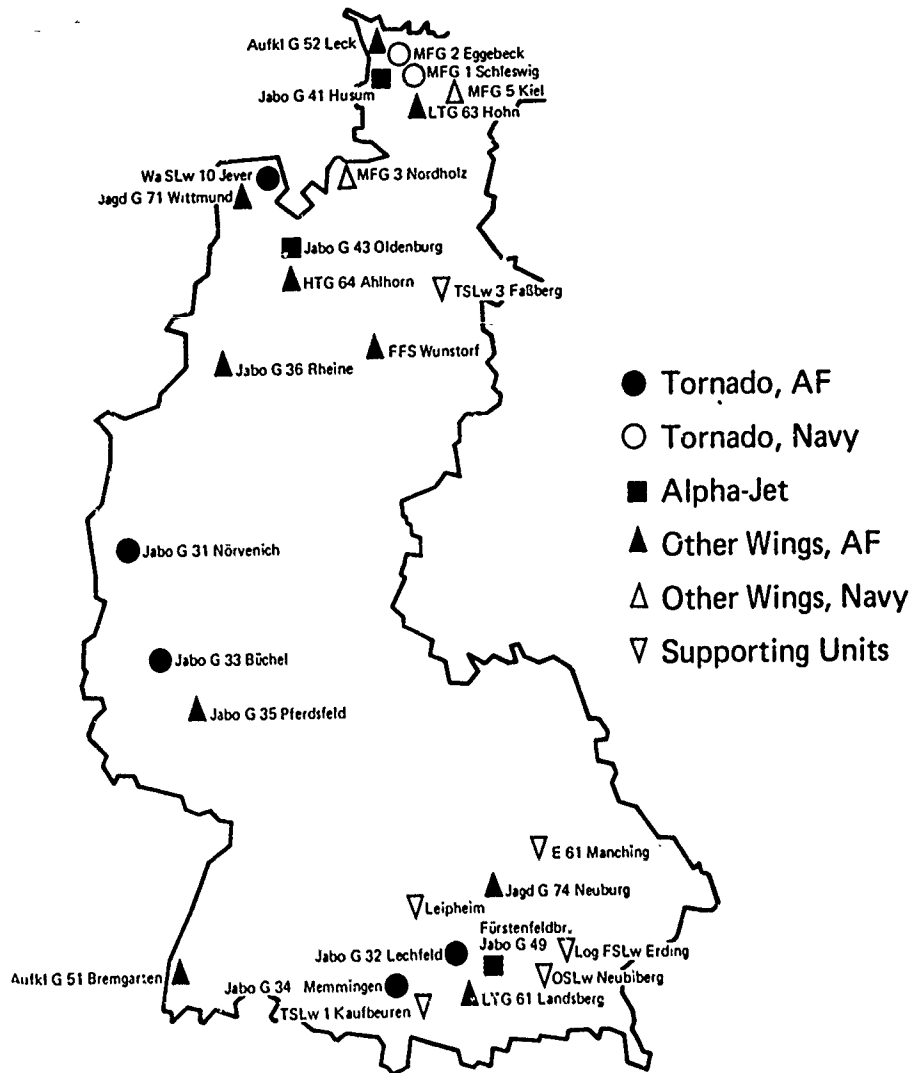 Aufkl G 52 Leck
MFG 2 Eggebeck
MFG 1 Schleswig
Jabo G 41 Husum
MFG 5 Kiel
LTG 63 Hohn
Wa SLw 10 Jever
MFG 3 Nordholz
Jagd G 71 Wittmund
Jabo G 43 Oldenburg
HTG 64 Ahlhorn
TSLw 3 Faßberg
FFS Wunstorf
Jabo G 36 Rheine
Tornado, AF
Tornado, Navy
Alpha-Jet
Other Wings, AF
Other Wings, Navy
Supporting Units
Jabo G 31 Nörvenich
Jabo G 33 Büchel
Jabo G 35 Pferdsfeld
E 61 Manching
Jagd G 74 Neuburg
Leipheim
Fürstenfeldbr.
Jabo G 49
Jabo G 32 Lechfeld
Log FSLw Erding
OSLw Neubiberg
Aufkl G 51 Bremgarten
Jabo G 34 Memmingen
LTG 61 Landsberg
TSLw 1 Kaufbeuren